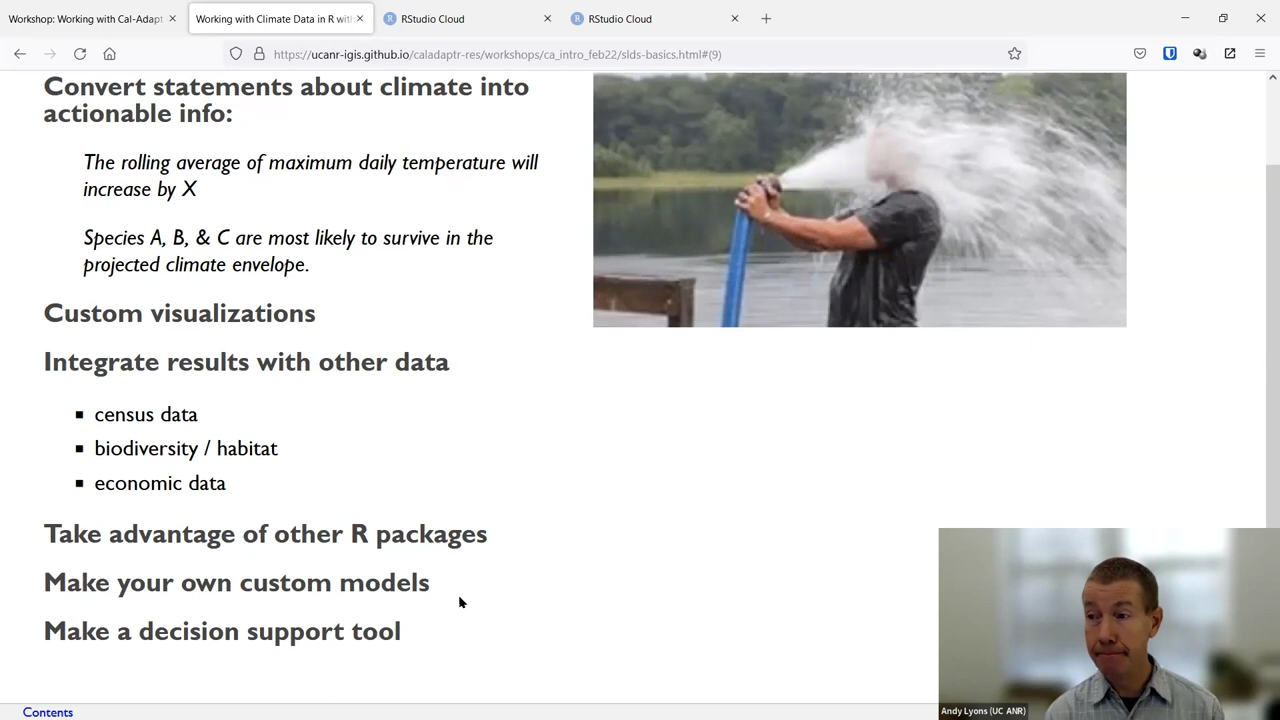 Workshop: Working with Cal-Adapt
Working with Climate Data in R with
RStudio Cloud
RStudio Cloud
https://ucanr-igis.github.io/caladaptr-res/workshops/ca_intro_feb22/slds-basics.html#(9)
Convert statements about climate into
actionable info:
The rolling average of maximum daily temperature will
increase by X
Species A, B, & C are most likely to survive in the
projected climate envelope.
Custom visualizations
Integrate results with other data
census data
biodiversity / habitat
economic data
Take advantage of other R packages
Make your own custom models
Make a decision support tool
Contents
Andy Lyons (UC ANR)